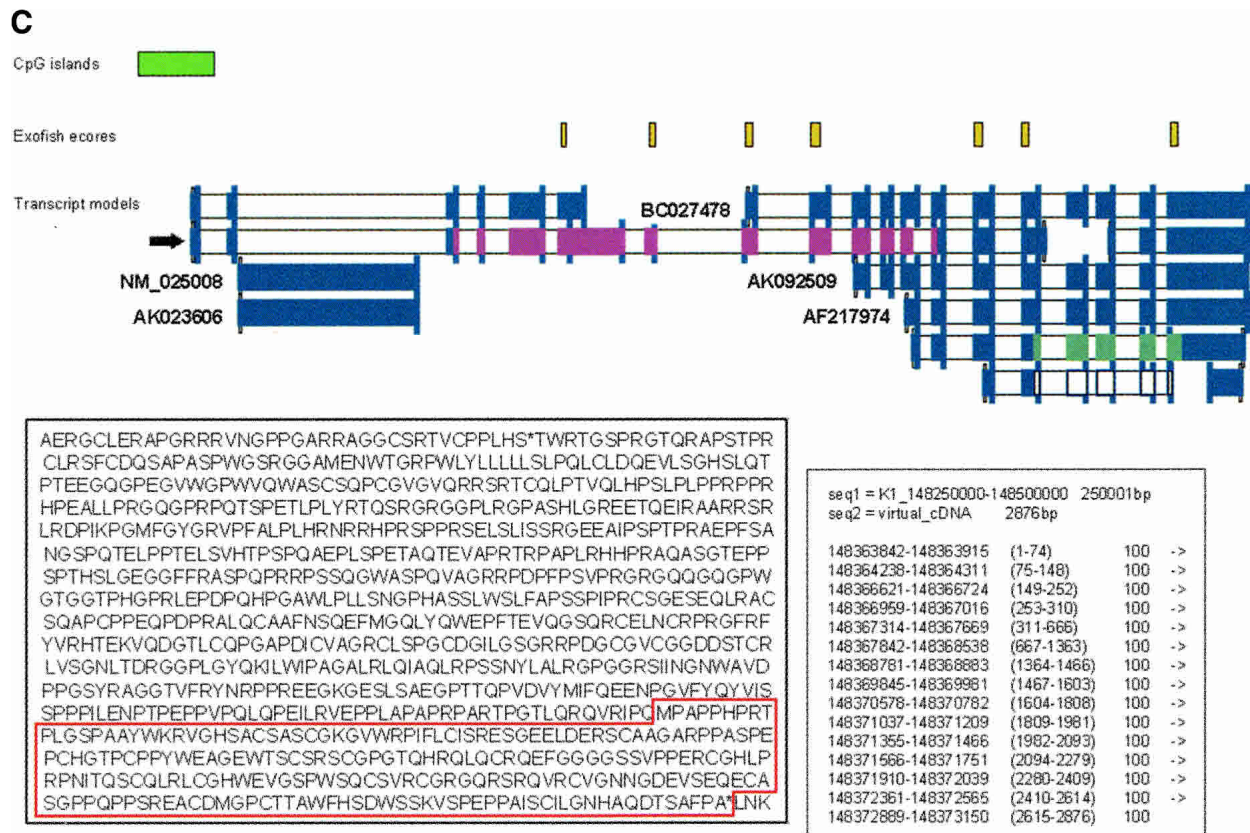 C
CpG islands
Exofish ecores
Transcript models
BC027478
NM_025008
AK092509
AK023606
AF217974
AERGCLERAPGRRRVNGPPGARRAGGCSRTVCPPLHS*TWRTGSPRGTQRAPSTPR
CLRSFCDQSAPASPWGSRGGAMENWTGRPWLYLLLLLSLPQLCLDQEVLSGHSLQT
PTEEGQGPEGVWGPWVQWASCSQPCGVGVQRRSRTCQLPTVQLHPSLPLPPRPPR
HPEALLPRGQGPRPQTSPETLPLYRTQSRGRGGPLRGPASHLGREETQEIRAARRSR
LRDPIKPGMFGYGRVPFALPLHRNRRHPRSPPRSELSLISSRGEEAIPSPTPRAEPFSA
NGSPQTELPPTELSVHTPSPQAEPLSPETAQTEVAPRTRPAPLRHHPRAQASGTEPP
SPTHSLGEGGFFRASPQPRRPSSQGWASPQVAGRRPDPFPSVPRGRGQQGQGPW
GTGGTPHGPRLEPDPQHPGAWLPLLSNGPHASSLWSLFAPSSPIPRCSGESEQLRAC
SQAPCPPEQPDPRALQCAAFNSQEFMGQLYQWEPFTEVQGSQRCELNCRPRGFRF
YVRHTEKVQDGTLCQPGAPDICVAGRCLSPGCDGILGSGRRPDGCGVCGGDDSTCR
LVSGNLTDRGGPLGYQKILWIPAGALRLQIAQLRPSSNYLALRGPGGRSIINGNWAVD
PPGSYRAGGTVFRYNRPPREEGKGESLSAEGPTTQPVDVYMIFQEENPGVFYQYVIS
SPPPILENPTPEPPVPQLQPEILRVEPPLAPAPRPARTPGTLQRQVRIPQMPAPPHPRT
PLGSPAAYWKRVGHSACSASCGKGVWRPIFLCISRESGEELDERSCAAGARPPASPE
PCHGTPCPPYWEAGEWTSCSRSCGPGTQHRQLQCRQEFGGGGSSVPPERCGHLP
RPNITQSCQLRLCGHWEVGSPWSQCSVRCGRGQRSRQVRCVGNNGDEVSEQECA
SGPPQPPSREACDMGPCTTAWFHSDWSSKVSPEPPAISCILGNHAQDTSAFPA*LNK
seq1 = K1_148250000-148500000 250001bp
seq2 = virtual_cDNA 2876bp
148363842-148363915 (1-74) 100 ->
148364238-148364311 (75-148) 100 ->
148366621-148366724 (149-252) 100 ->
148366959-148367016 (253-310) 100 ->
148367314-148367669 (311-666) 100 ->
148367842-148368538 (667-1363) 100 ->
148368781-148368883 (1364-1466) 100 ->
148369845-148369981 (1467-1603) 100 ->
148370578-148370782 (1604-1808) 100 ->
148371037-148371209 (1809-1981) 100 ->
148371355-148371466 (1982-2093) 100 ->
148371566-148371751 (2094-2279) 100 ->
148371910-148372039 (2280-2409) 100 ->
148372361-148372565 (2410-2614) 100 ->
148372889-148373150 (2615-2876) 100